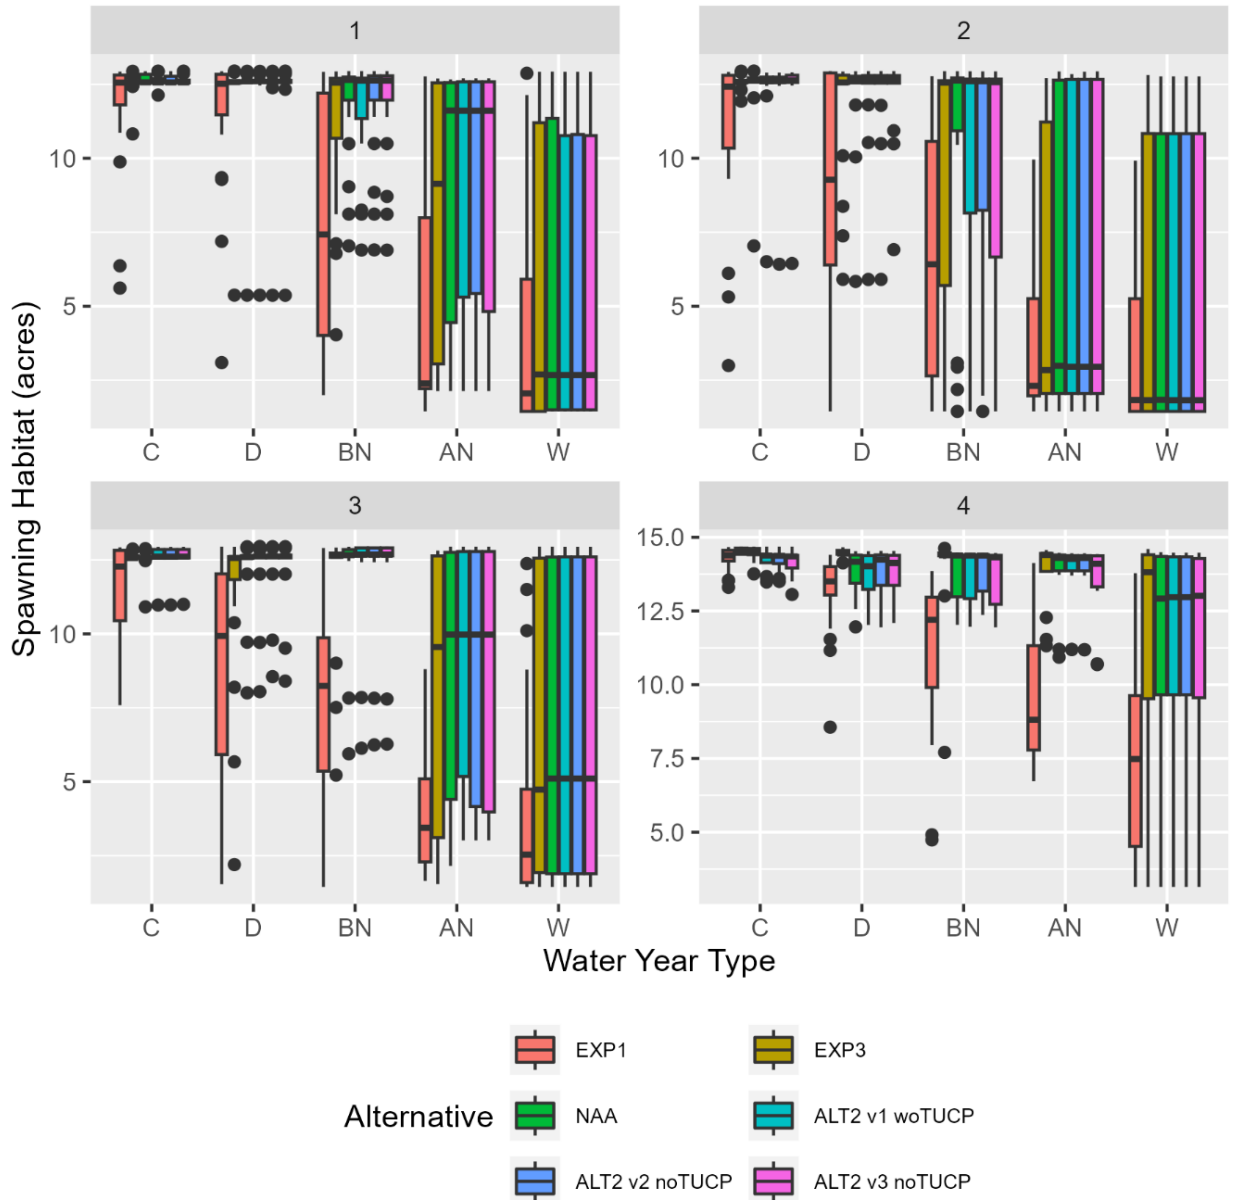 1
2
10
5
10
5
C D BN AN W
C D BN AN W
3
4
10
5
15.0
12.5
10.0
7.5
5.0
C D BN AN W
C D BN AN W
Spawning Habitat (acres)
Water Year Type
Alternative
EXP1
EXP3
NAA
ALT2 v1 woTUCP
ALT2 v2 noTUCP
ALT2 v3 noTUCP